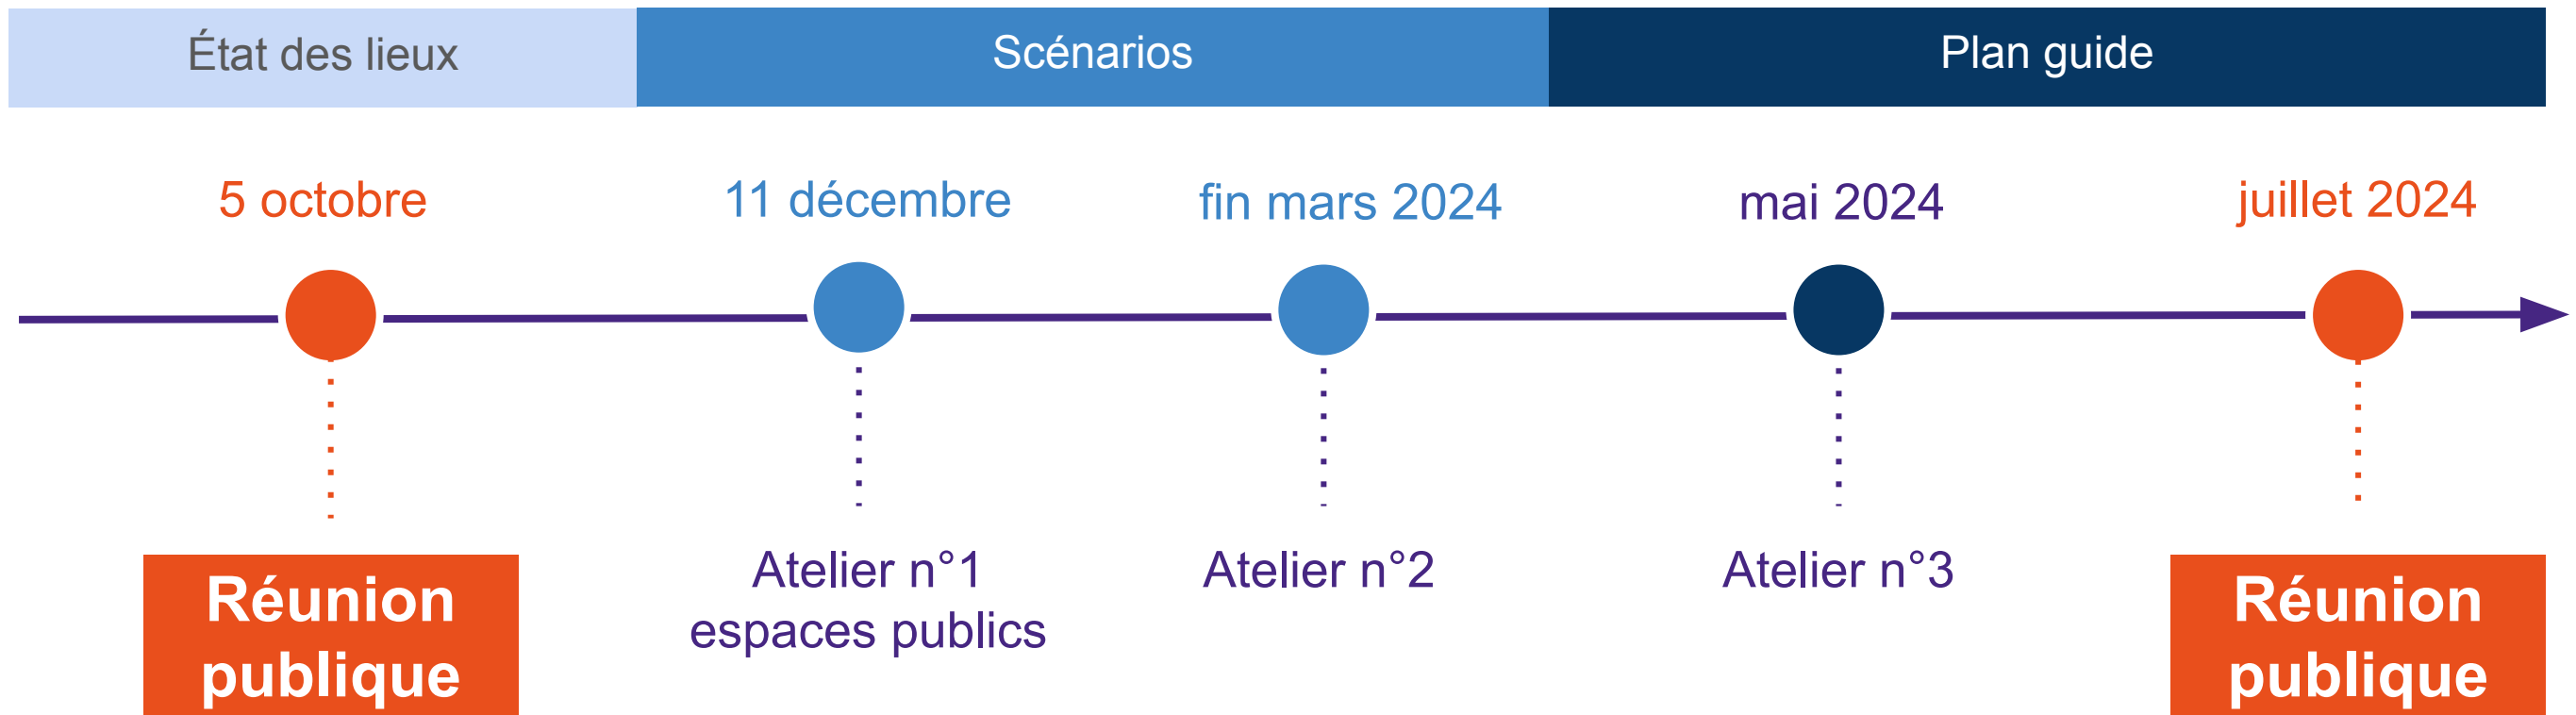 État des lieux
Scénarios
Plan guide
5 octobre
11 décembre
fin mars 2024
mai 2024
juillet 2024
Réunion
publique
Atelier n°1
espaces publics
Atelier n°2
Atelier n°3
Réunion
publique